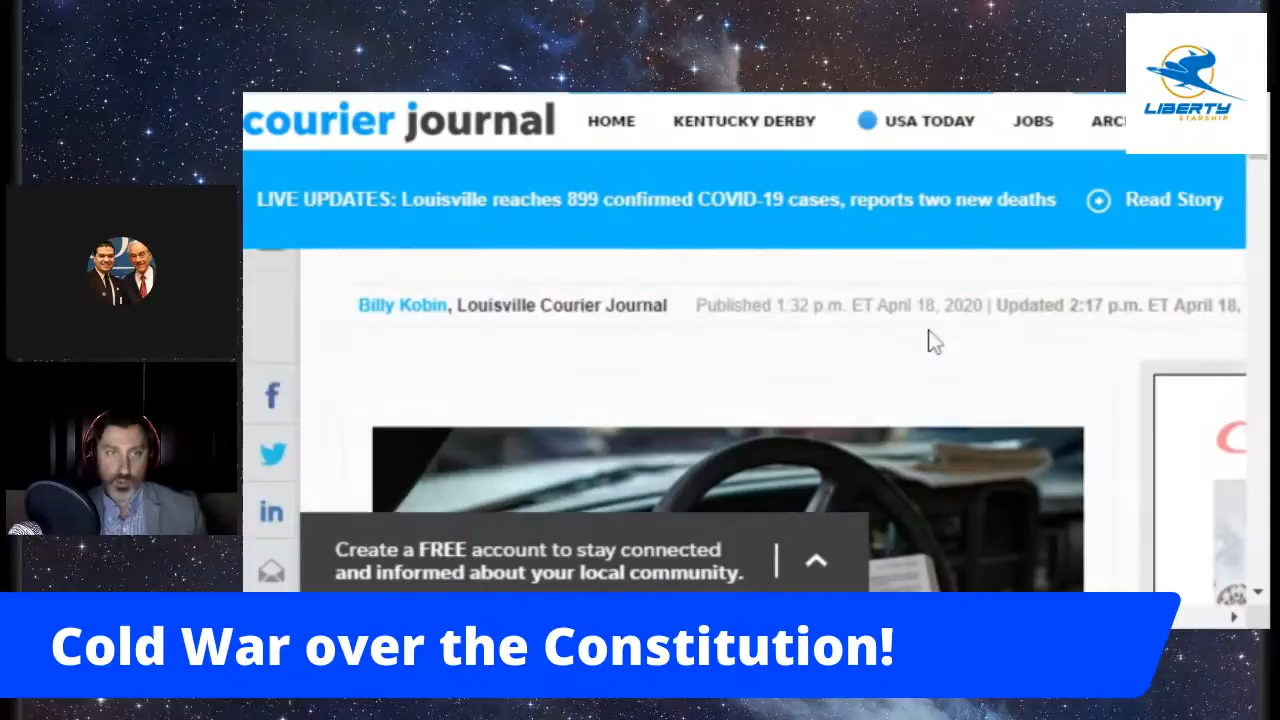 LIBERTY
STARSHIP
courier journal
HOME KENTUCKY DERBY USA TODAY JOBS ARC
LIVE UPDATES: Louisville reaches 899 confirmed COVID-19 cases, reports two new deaths Read Story
Billy Kobin, Louisville Courier Journal Published 1:32 p.m. ET April 18, 2020 | Updated 2:17 p.m. ET April 18,
Create a FREE account to stay connected
and informed about your local community.
Cold War over the Constitution!